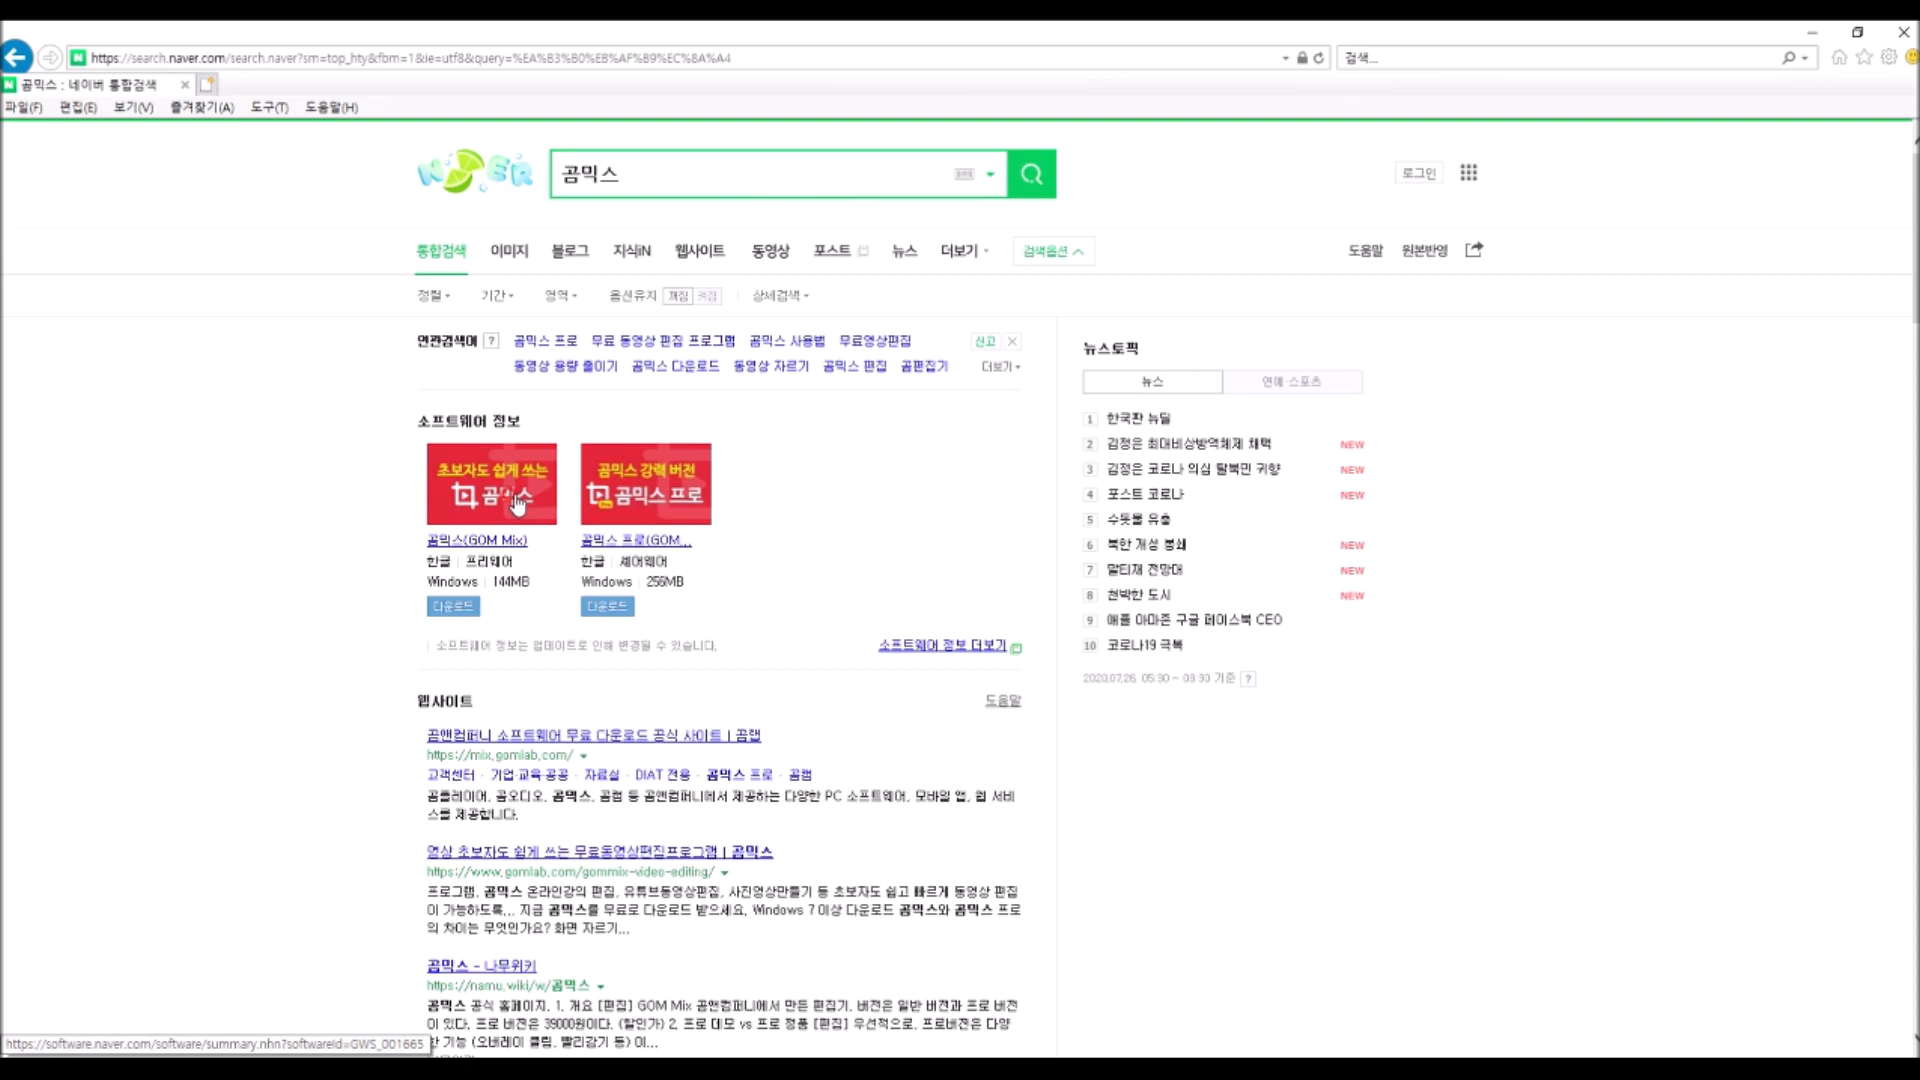 https://search.naver.com/search.naver?sm=top_hty&fbm=1&ie=utf8&query=%EA%B3%B0%EB%AF%B9%EC%8A%A4
검색...
곰믹스 : 네이버 통합검색
파일(F) 편집(E) 보기(V) 즐겨찾기(A) 도구(T) 도움말(H)
곰믹스
로그인
통합검색 이미지 블로그 지식iN 웹사이트 동영상 포스트 뉴스 더보기 검색옵션
도움말 원본반영
정렬 기간 영역 옵션유지 꺼짐 켜짐 상세검색
연관검색어 ? 곰믹스 프로 무료 동영상 편집 프로그램 곰믹스 사용법 무료영상편집 신고
동영상 용량 줄이기 곰믹스 다운로드 동영상 자르기 곰믹스 편집 곰편집기 더보기
소프트웨어 정보
초보자도 쉽게 쓰는
곰믹스
곰믹스 강력 버전
곰믹스 프로
곰믹스(GOM Mix)
한글 | 프리웨어
Windows | 144MB
다운로드
곰믹스 프로(GOM...
한글 | 셰어웨어
Windows | 256MB
다운로드
소프트웨어 정보는 업데이트로 인해 변경될 수 있습니다.
소프트웨어 정보 더보기
웹사이트
도움말
곰앤컴퍼니 소프트웨어 무료 다운로드 공식 사이트 | 곰랩
https://mix.gomlab.com/
고객센터 · 기업·교육·공공 · 자료실 · DIAT 전용 · 곰믹스 프로 · 곰캠
곰플레이어, 곰오디오, 곰믹스, 곰캠 등 곰앤컴퍼니에서 제공하는 다양한 PC 소프트웨어, 모바일 앱, 웹 서비
스를 제공합니다.
영상 초보자도 쉽게 쓰는 무료동영상편집프로그램 | 곰믹스
https://www.gomlab.com/gommix-video-editing/
프로그램, 곰믹스 온라인강의 편집, 유튜브동영상편집, 사진영상만들기 등 초보자도 쉽고 빠르게 동영상 편집
이 가능하도록... 지금 곰믹스를 무료로 다운로드 받으세요. Windows 7 이상 다운로드 곰믹스와 곰믹스 프로
의 차이는 무엇인가요? 화면 자르기...
곰믹스 - 나무위키
https://namu.wiki/w/곰믹스
곰믹스 공식 홈페이지. 1. 개요 [편집] GOM Mix 곰앤컴퍼니에서 만든 편집기. 버전은 일반 버전과 프로 버전
이 있다. 프로 버전은 39000원이다. (할인가) 2. 프로 데모 vs 프로 정품 [편집] 우선적으로, 프로버전은 다양
한 기능 (오버레이 클립, 빨리감기 등) 이...
뉴스토픽
뉴스 연예·스포츠
1 한국판 뉴딜
2 김정은 최대비상방역체제 채택 NEW
3 김정은 코로나 의심 탈북민 귀향 NEW
4 포스트 코로나 NEW
5 수돗물 유충
6 북한 개성 봉쇄 NEW
7 말티재 전망대 NEW
8 천박한 도시 NEW
9 애플 아마존 구글 페이스북 CEO
10 코로나19 극복
2020.07.26. 05:30 ~ 08:30 기준 ?
https://software.naver.com/software/summary.nhn?softwareId=GWS_001665